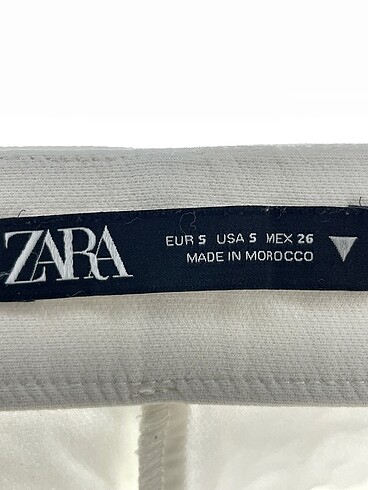 ZARA
EUR S USA S MEX 26
MADE IN MOROCCO